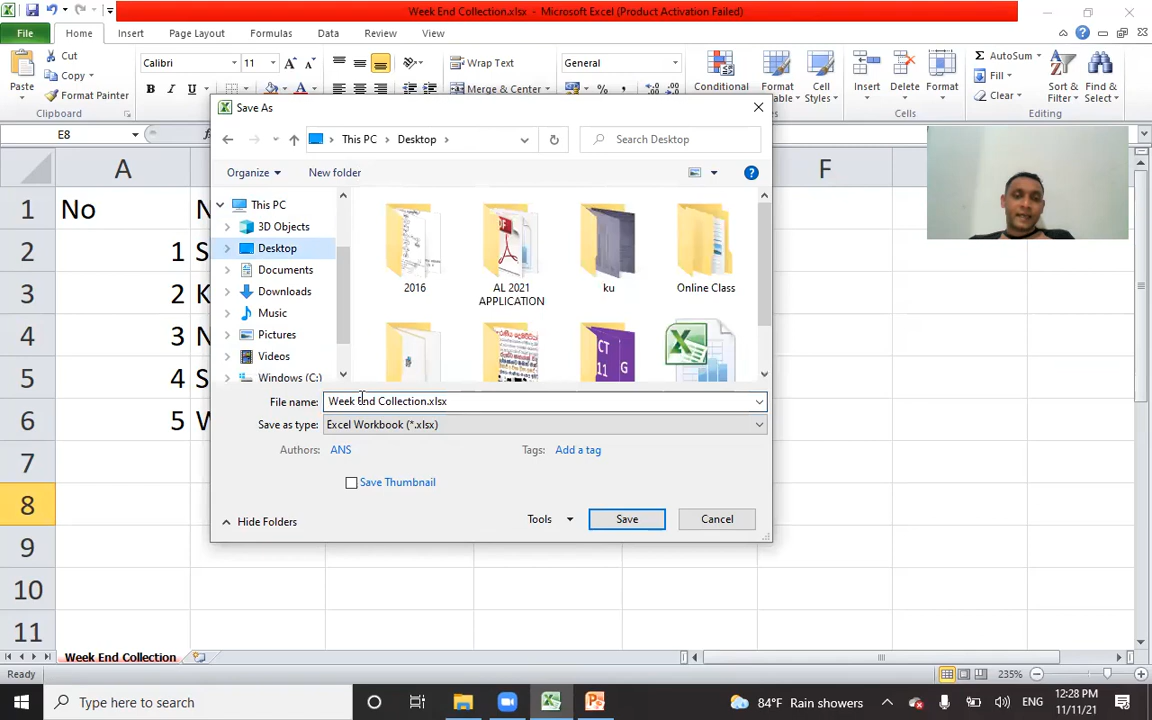 Week End Collection.xlsx - Microsoft Excel (Product Activation Failed)
File Home Insert Page Layout Formulas Data Review View
Cut
Copy
Format Painter
Paste
Clipboard
Calibri 11
B I U
Wrap Text
Merge & Center
General
Conditional
Format
as Table
Cell
Styles
Insert Delete Format
Cells
AutoSum
Fill
Clear
Sort &
Filter
Find &
Select
Editing
E8
Save As
This PC Desktop
Search Desktop
Organize New folder
This PC
3D Objects
Desktop
Documents
Downloads
Music
Pictures
Videos
Windows (C:)
2016
AL 2021
APPLICATION
ku
Online Class
File name: Week End Collection.xlsx
Save as type: Excel Workbook (*.xlsx)
Authors: ANS Tags: Add a tag
Save Thumbnail
Hide Folders Tools Save Cancel
A F
1 No N
2 1 S
3 2 K
4 3 N
5 4 S
6 5 W
7
8
9
10
11
Week End Collection
Ready 235%
Type here to search
84°F Rain showers
ENG
12:28 PM
11/11/21